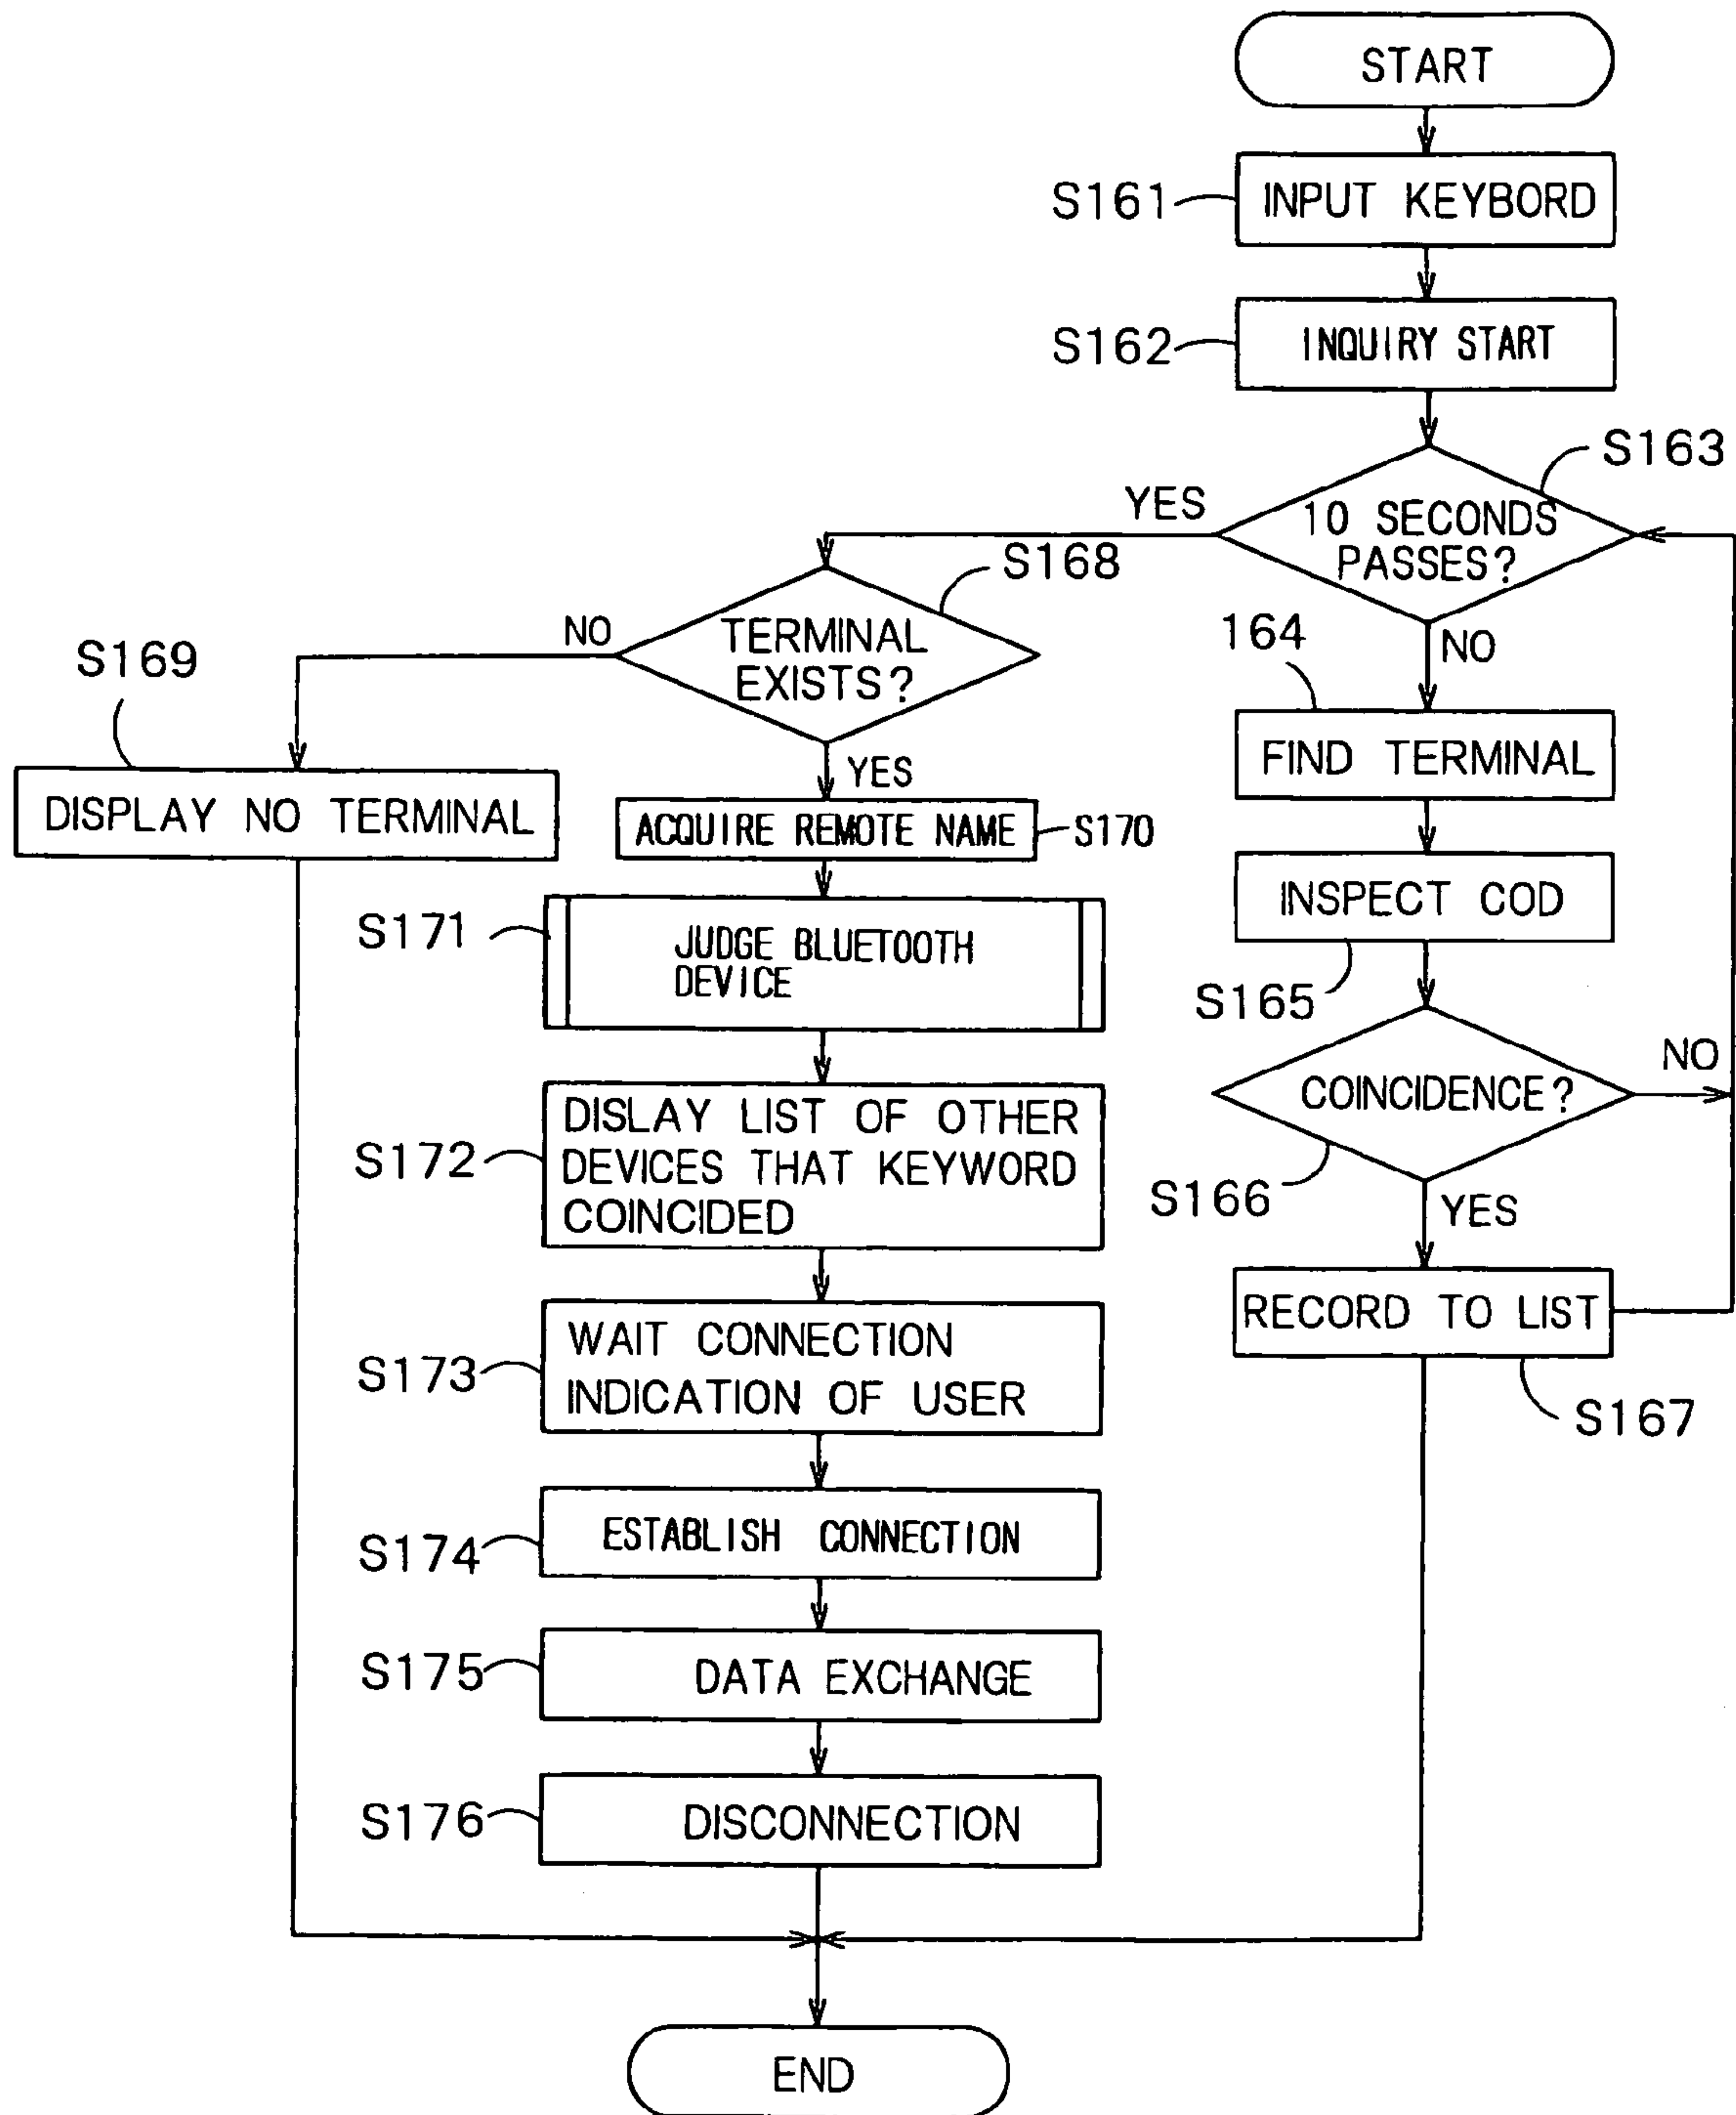 START
S161
INPUT KEYBORD
S162
INQUIRY START
S163
10 SECONDS
PASSES?
YES
NO
S168
TERMINAL
EXISTS?
NO
YES
S169
DISPLAY NO TERMINAL
164
FIND TERMINAL
INSPECT COD
S165
COINCIDENCE?
NO
S166
YES
RECORD TO LIST
S167
ACQUIRE REMOTE NAME
S170
S171
JUDGE BLUETOOTH
DEVICE
S172
DISLAY LIST OF OTHER
DEVICES THAT KEYWORD
COINCIDED
S173
WAIT CONNECTION
INDICATION OF USER
S174
ESTABLISH CONNECTION
S175
DATA EXCHANGE
S176
DISCONNECTION
END